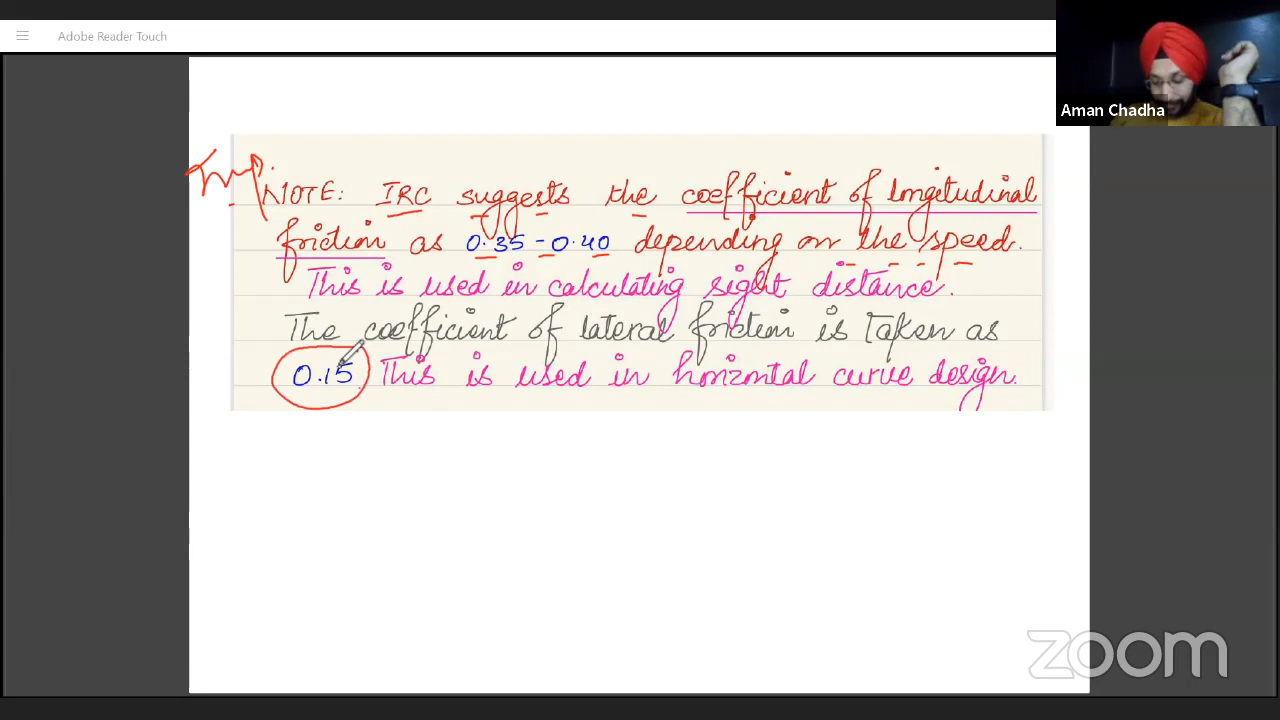 Adobe Reader Touch
Aman Chadha
Imp
NOTE: IRC suggests the coefficient of longitudinal
friction as 0.35 - 0.40 depending on the speed.
This is used in calculating sight distance.
The coefficient of lateral friction is taken as
0.15 This is used in horizontal curve design.
zoom